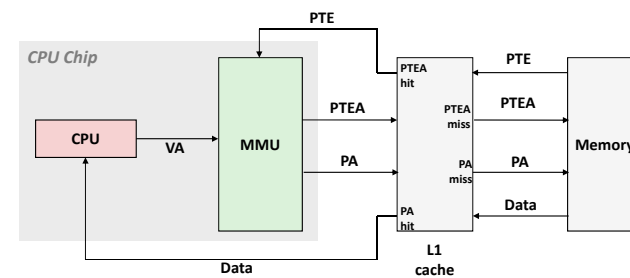 PTE
CPU Chip
PTEA
hit
PTE
PTEA
PTEA
miss
PTEA
CPU
VA
MMU
Memory
PA
PA
miss
PA
PA
hit
Data
Data
L1
cache